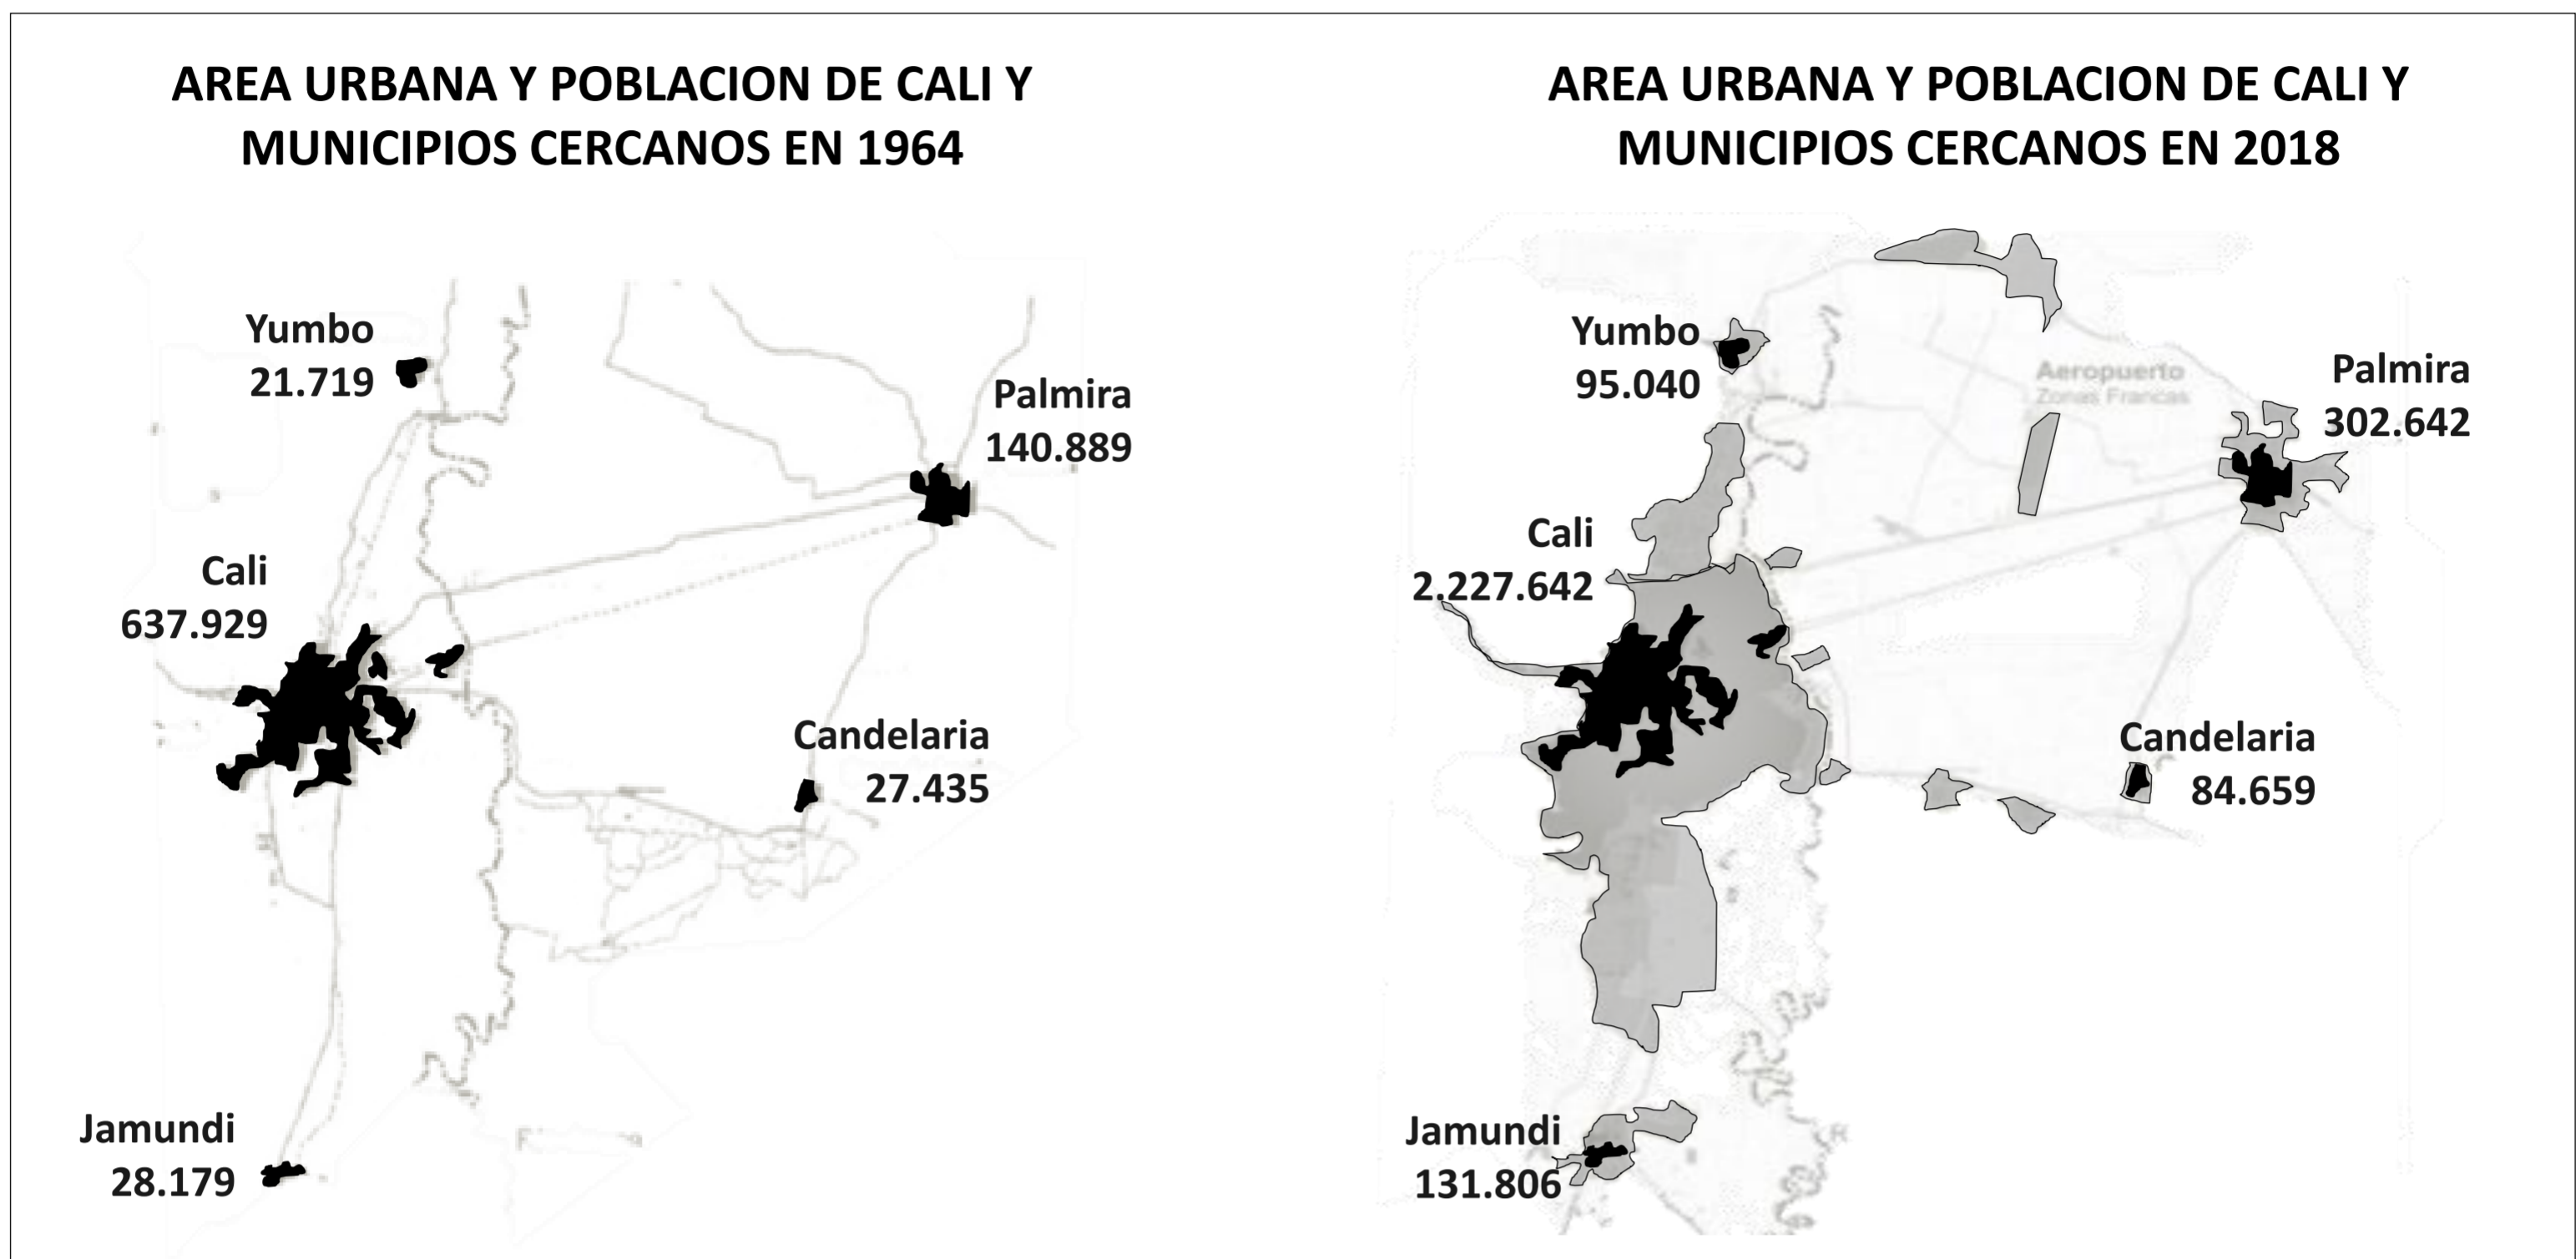 AREA URBANA Y POBLACION DE CALI Y
MUNICIPIOS CERCANOS EN 1964
Yumbo
21.719
Palmira
140.889
Cali
637.929
Candelaria
27.435
Jamundi
28.179
AREA URBANA Y POBLACION DE CALI Y
MUNICIPIOS CERCANOS EN 2018
Yumbo
95.040
Aeropuerto
Zonas Francas
Palmira
302.642
Cali
2.227.642
Candelaria
84.659
Jamundi
131.806